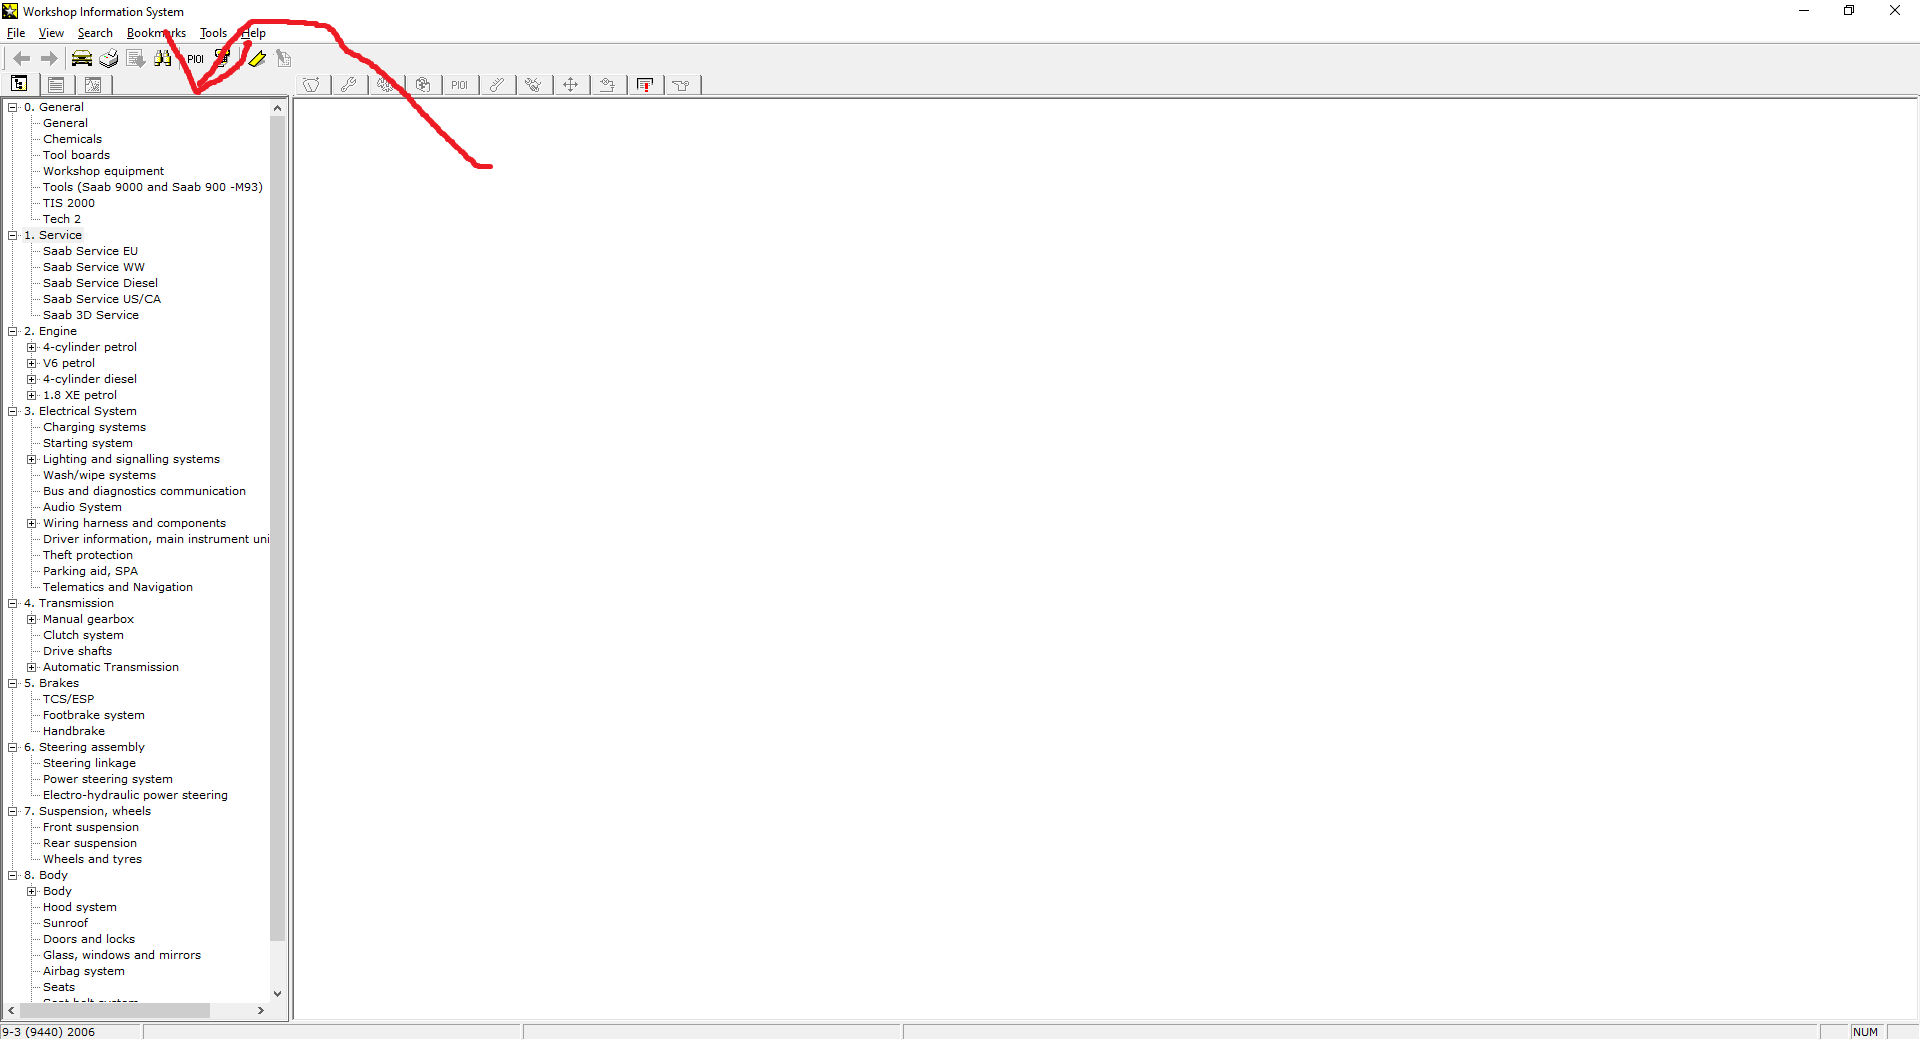 Workshop Information System
File View Search Bookmarks Tools Help
PIOI
PIOI
0. General
General
Chemicals
Tool boards
Workshop equipment
Tools (Saab 9000 and Saab 900 -M93)
TIS 2000
Tech 2
1. Service
Saab Service EU
Saab Service WW
Saab Service Diesel
Saab Service US/CA
Saab 3D Service
2. Engine
4-cylinder petrol
V6 petrol
4-cylinder diesel
1.8 XE petrol
3. Electrical System
Charging systems
Starting system
Lighting and signalling systems
Wash/wipe systems
Bus and diagnostics communication
Audio System
Wiring harness and components
Driver information, main instrument uni
Theft protection
Parking aid, SPA
Telematics and Navigation
4. Transmission
Manual gearbox
Clutch system
Drive shafts
Automatic Transmission
5. Brakes
TCS/ESP
Footbrake system
Handbrake
6. Steering assembly
Steering linkage
Power steering system
Electro-hydraulic power steering
7. Suspension, wheels
Front suspension
Rear suspension
Wheels and tyres
8. Body
Body
Hood system
Sunroof
Doors and locks
Glass, windows and mirrors
Airbag system
Seats
Seat belt system
9-3 (9440) 2006 NUM